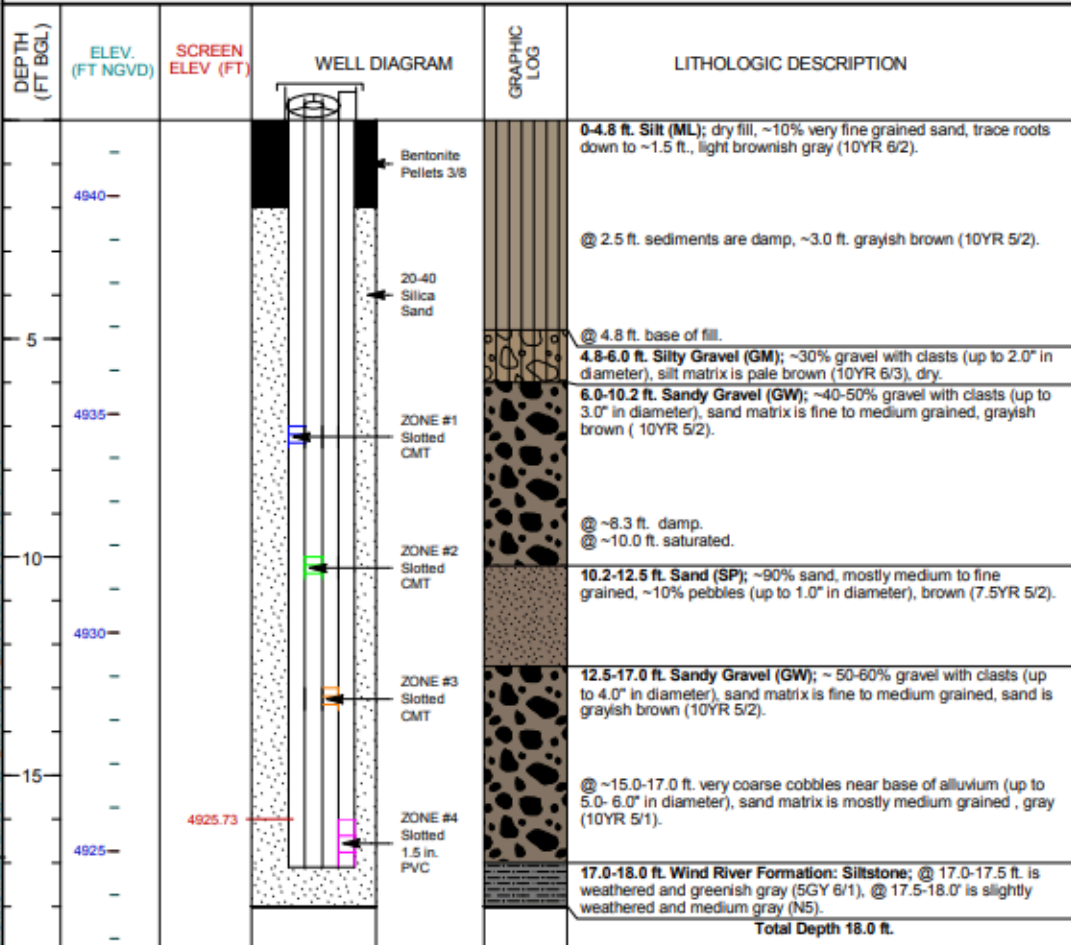 DEPTH
(FT BGL)
ELEV.
(FT NGVD)
SCREEN
ELEV (FT)
WELL DIAGRAM
GRAPHIC
LOG
LITHOLOGIC DESCRIPTION
0-4.8 ft. Silt (ML); dry fill, ~10% very fine grained sand, trace roots
down to ~1.5 ft., light brownish gray (10YR 6/2).
Bentonite
Pellets 3/8
4940
@ 2.5 ft. sediments are damp, ~3.0 ft. grayish brown (10YR 5/2).
20-40
Silica
Sand
5
@ 4.8 ft. base of fill.
4.8-6.0 ft. Silty Gravel (GM); ~30% gravel with clasts (up to 2.0" in
diameter), silt matrix is pale brown (10YR 6/3), dry.
6.0-10.2 ft. Sandy Gravel (GW); ~40-50% gravel with clasts (up to
3.0" in diameter), sand matrix is fine to medium grained, grayish
brown ( 10YR 5/2).
4935
ZONE #1
Slotted
CMT
@ ~8.3 ft. damp.
@ ~10.0 ft. saturated.
10
ZONE #2
Slotted
CMT
10.2-12.5 ft. Sand (SP); ~90% sand, mostly medium to fine
grained, ~10% pebbles (up to 1.0" in diameter), brown (7.5YR 5/2).
4930
12.5-17.0 ft. Sandy Gravel (GW); ~ 50-60% gravel with clasts (up
to 4.0" in diameter), sand matrix is fine to medium grained, sand is
grayish brown (10YR 5/2).
ZONE #3
Slotted
CMT
15
@ ~15.0-17.0 ft. very coarse cobbles near base of alluvium (up to
5.0- 6.0" in diameter), sand matrix is mostly medium grained , gray
(10YR 5/1).
4925.73
ZONE #4
Slotted
1.5 in.
PVC
4925
17.0-18.0 ft. Wind River Formation: Siltstone; @ 17.0-17.5 ft. is
weathered and greenish gray (5GY 6/1), @ 17.5-18.0' is slightly
weathered and medium gray (N5).
Total Depth 18.0 ft.